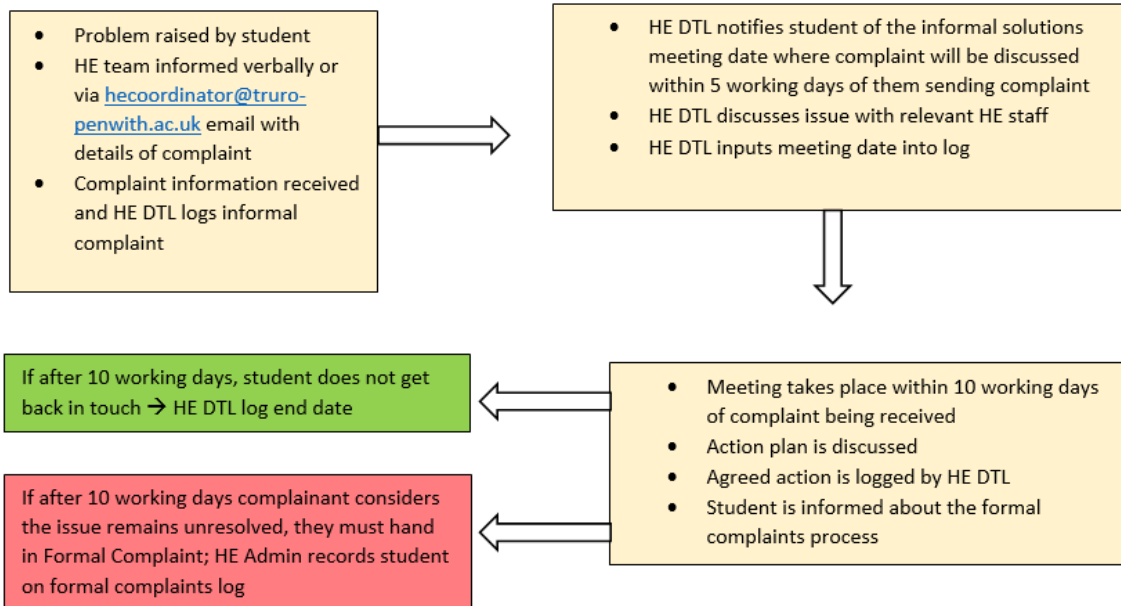 • Problem raised by student
• HE team informed verbally or
via hecoordinator@truro-
penwith.ac.uk email with
details of complaint
• Complaint information received
and HE DTL logs informal
complaint
• HE DTL notifies student of the informal solutions
meeting date where complaint will be discussed
within 5 working days of them sending complaint
• HE DTL discusses issue with relevant HE staff
• HE DTL inputs meeting date into log
• Meeting takes place within 10 working days
of complaint being received
• Action plan is discussed
• Agreed action is logged by HE DTL
• Student is informed about the formal
complaints process
If after 10 working days, student does not get
back in touch → HE DTL log end date
If after 10 working days complainant considers
the issue remains unresolved, they must hand
in Formal Complaint; HE Admin records student
on formal complaints log